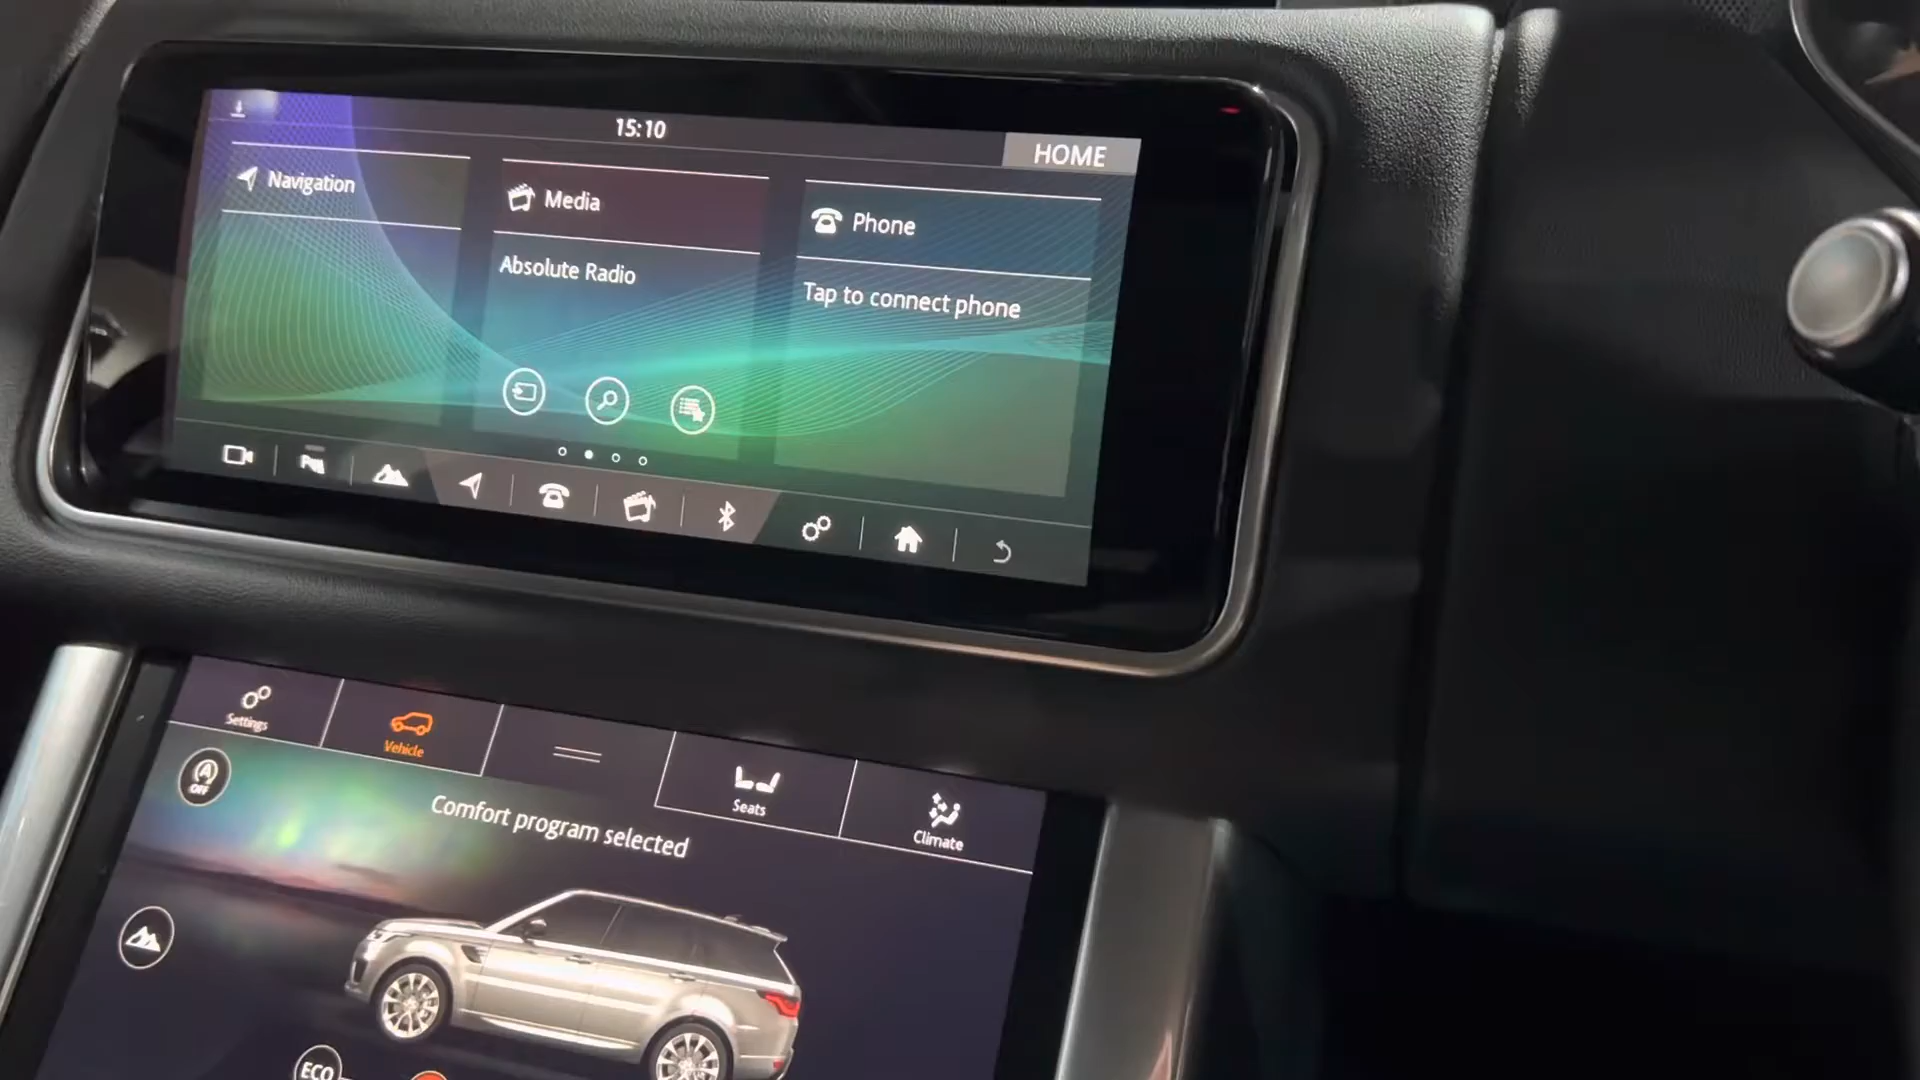 15:10
HOME
Navigation
Media
Phone
Absolute Radio
Tap to connect phone
Settings
Vehicle
Seats
Climate
A
OFF
Comfort program selected
ECO